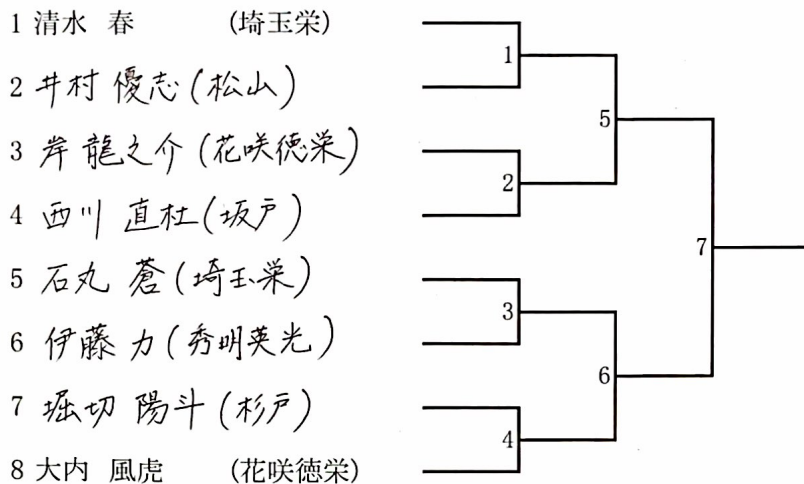 1 清水 春 (埼玉栄)
1
2 井村 優志 (松山)
5
3 岸 龍之介 (花咲徳栄)
2
4 西川 直杜 (坂戸)
7
5 石丸 蒼 (埼玉栄)
3
6 伊藤 力 (秀明英光)
6
7 堀切 陽斗 (杉戸)
4
8 大内 風虎 (花咲徳栄)